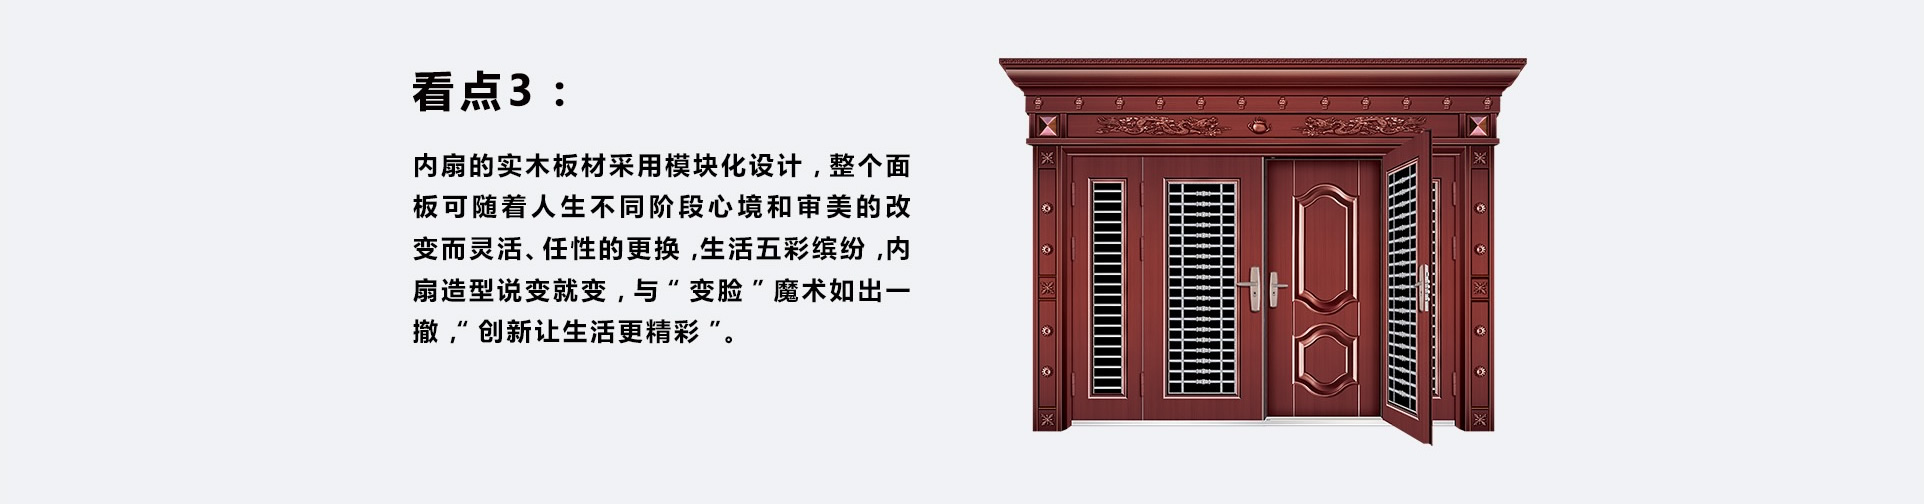 看点3：
内扇的实木板材采用模块化设计，整个面
板可随着人生不同阶段心境和审美的改
变而灵活、任性的更换，生活五彩缤纷，内
扇造型说变就变，与“变脸”魔术如出一
撤，“创新让生活更精彩”。